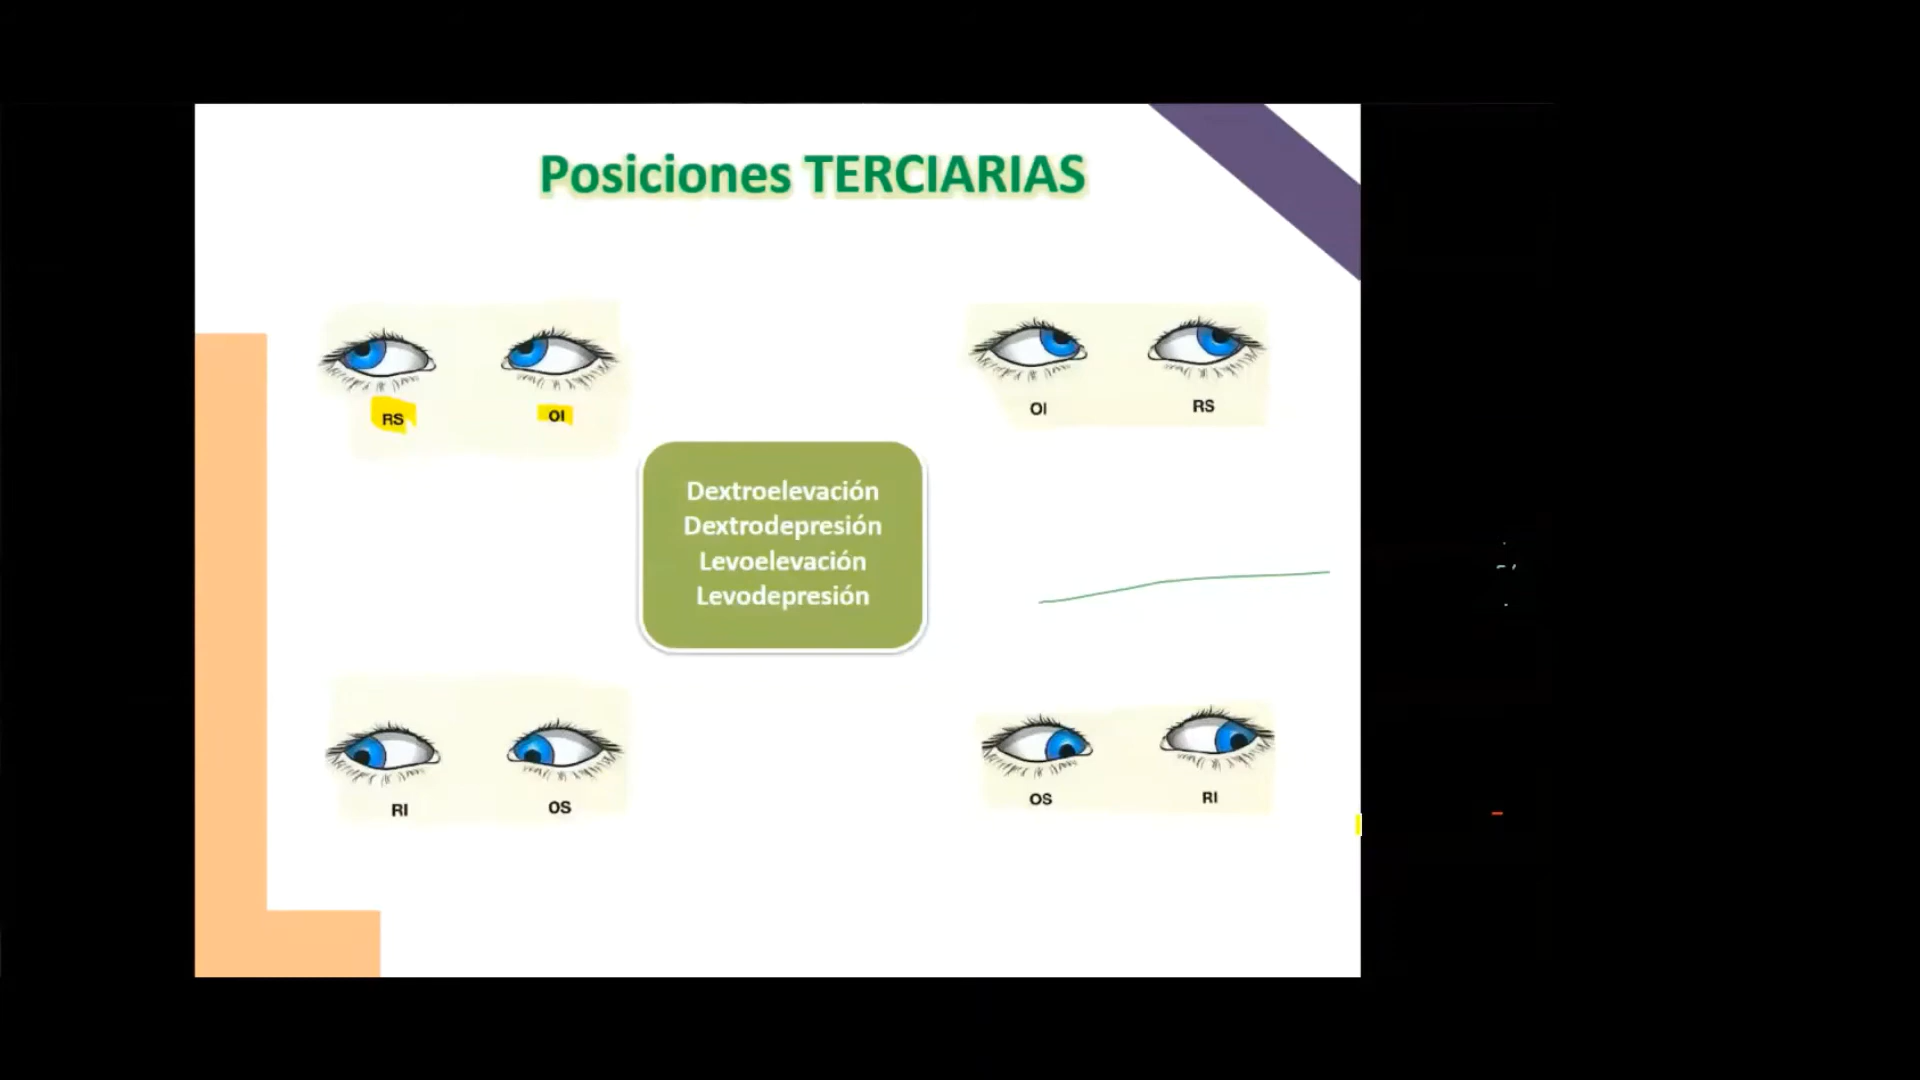 Posiciones TERCIARIAS
RS OI
OI RS
Dextroelevación
Dextrodepresión
Levoelevación
Levodepresión
RI OS
OS RI